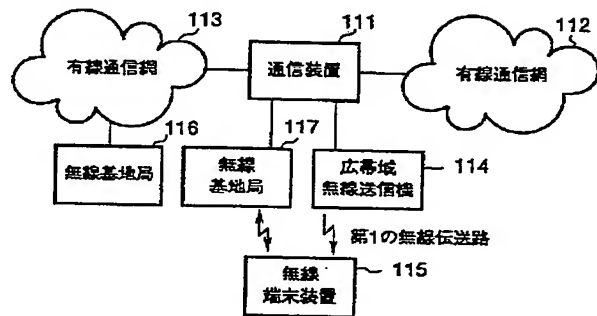 113
111
112
有線通信網
通信装置
有線通信網
116
117
114
無線基地局
無線
基地局
広帯域
無線送信機
第1の無線伝送路
無線
端末装置
115